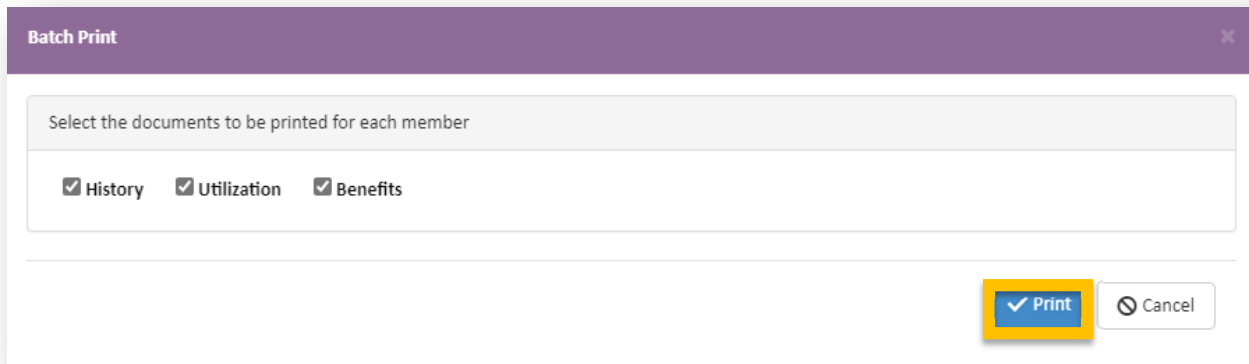 Batch Print
Select the documents to be printed for each member
History Utilization Benefits
Print Cancel